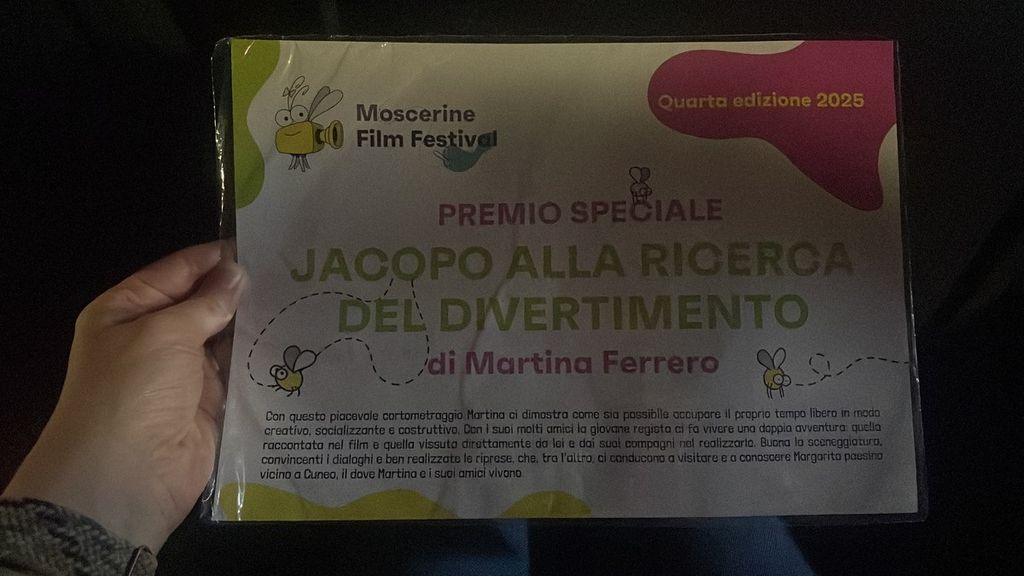 Moscerine
Film Festival
Quarta edizione 2025
PREMIO SPECIALE
JACOPO ALLA RICERCA
DEL DIVERTIMENTO
di Martina Ferrero
Con questo piacevale cortometraggio Martina ci dimostra come sia possibile occupare il proprio tempo libero in modo
creativo, socializzante e costruttivo. Con i suoi molti amici la giovane regista ci fa vivere una doppia avventura: quella
raccontata nel film e quella vissuta direttamente da lei e dai suoi compagni nel realizzarlo. Buona la sceneggiatura,
convincenti i dialoghi e ben realizzate le riprese, che, tra l'altro, ci conducono a visitare e a conoscere Margarita paesino
vicino a Cuneo, il dove Martina e i suoi amici vivono.